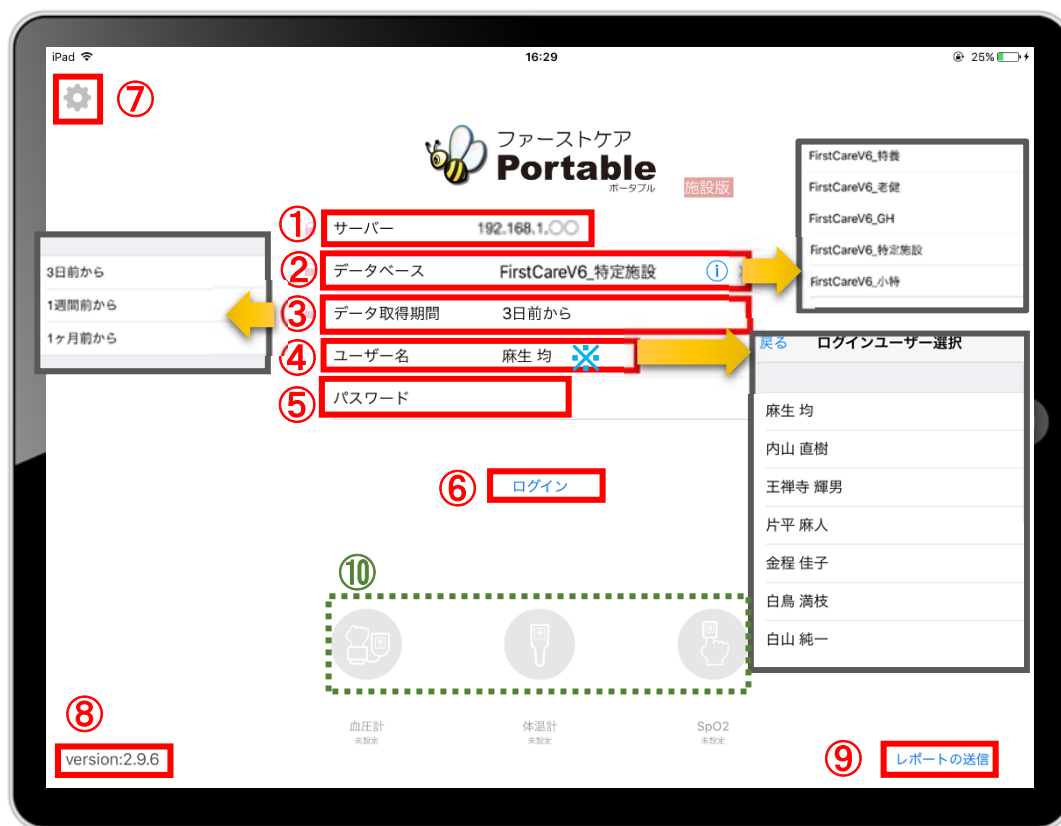 iPad
16:29
25%
⑦
ファーストケア
Portable
ポータブル
施設版
① サーバー 192.168.1.○○
② データベース FirstCareV6_特定施設 i
③ データ取得期間 3日前から
④ ユーザー名 麻生 均 ※
⑤ パスワード
⑥ ログイン
3日前から
1週間前から
1ヶ月前から
FirstCareV6_特養
FirstCareV6_老健
FirstCareV6_GH
FirstCareV6_特定施設
FirstCareV6_小特
戻る ログインユーザー選択
麻生 均
内山 直樹
王禅寺 輝男
片平 麻人
金程 佳子
白鳥 満枝
白山 純一
⑩
血圧計
未設定
体温計
未設定
SpO2
未設定
⑧
version:2.9.6
⑨ レポートの送信